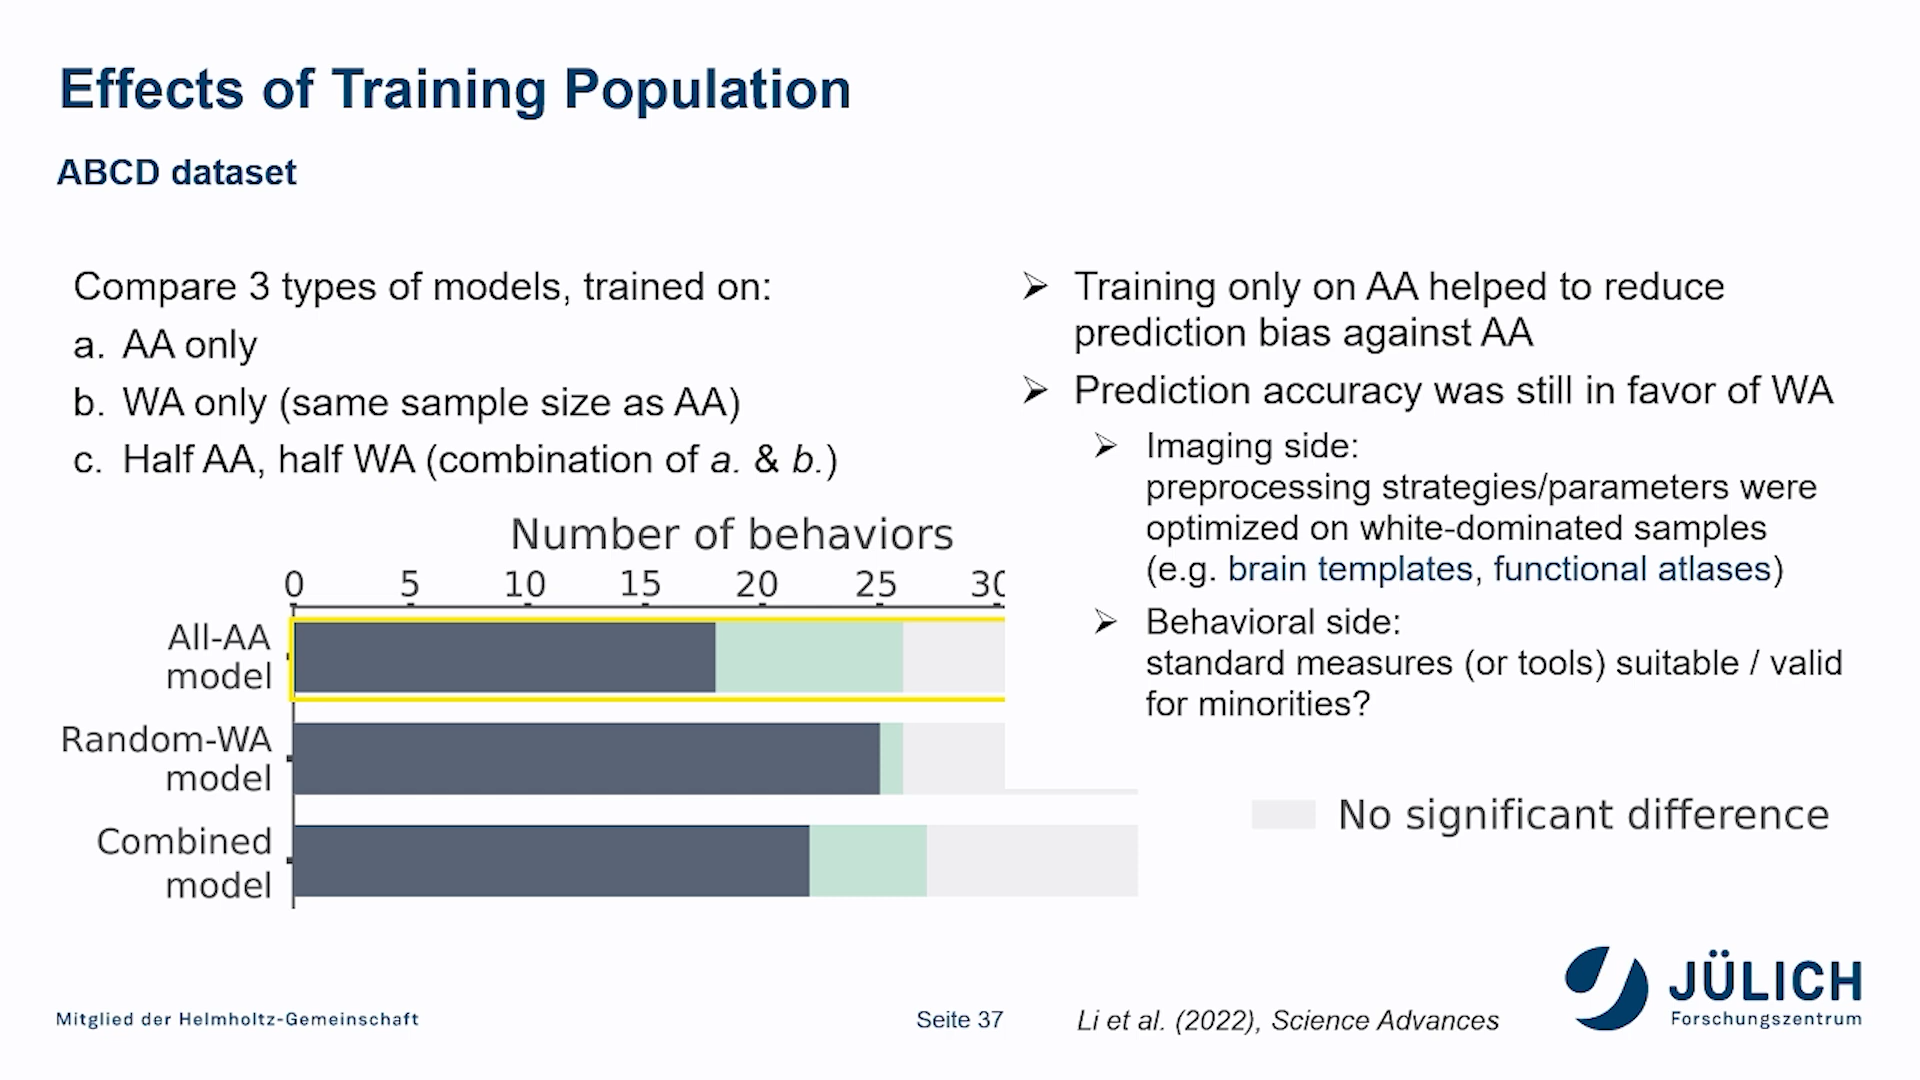 Effects of Training Population
ABCD dataset
Compare 3 types of models, trained on:
a. AA only
b. WA only (same sample size as AA)
c. Half AA, half WA (combination of a. & b.)
Number of behaviors
0 5 10 15 20 25 30
All-AA
model
Random-WA
model
Combined
model
➢ Training only on AA helped to reduce
prediction bias against AA
➢ Prediction accuracy was still in favor of WA
➢ Imaging side:
preprocessing strategies/parameters were
optimized on white-dominated samples
(e.g. brain templates, functional atlases)
➢ Behavioral side:
standard measures (or tools) suitable / valid
for minorities?
No significant difference
Mitglied der Helmholtz-Gemeinschaft
Seite 37
Li et al. (2022), Science Advances
JÜLICH
Forschungszentrum